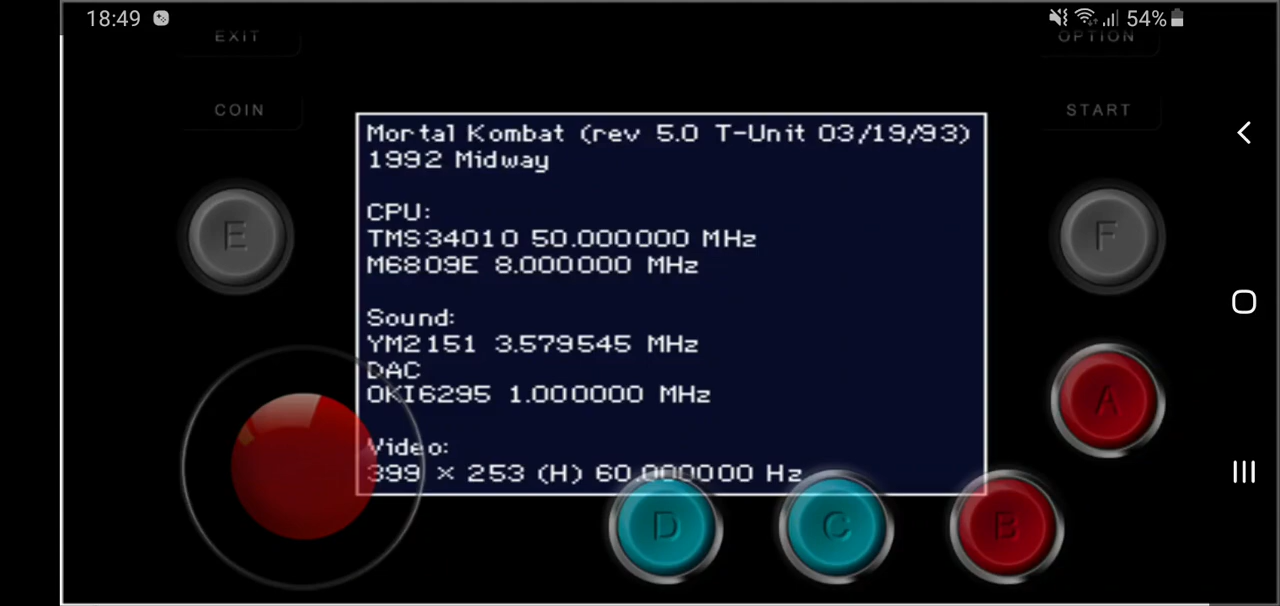 18:49
54%
EXIT
OPTION
COIN
START
Mortal Kombat (rev 5.0 T-Unit 03/19/93)
1992 Midway
CPU:
TMS34010 50.000000 MHz
M6809E 8.000000 MHz
Sound:
YM2151 3.579545 MHz
DAC
OKI6295 1.000000 MHz
Video:
399 × 253 (H) 60.000000 Hz
E
F
A
D
C
B